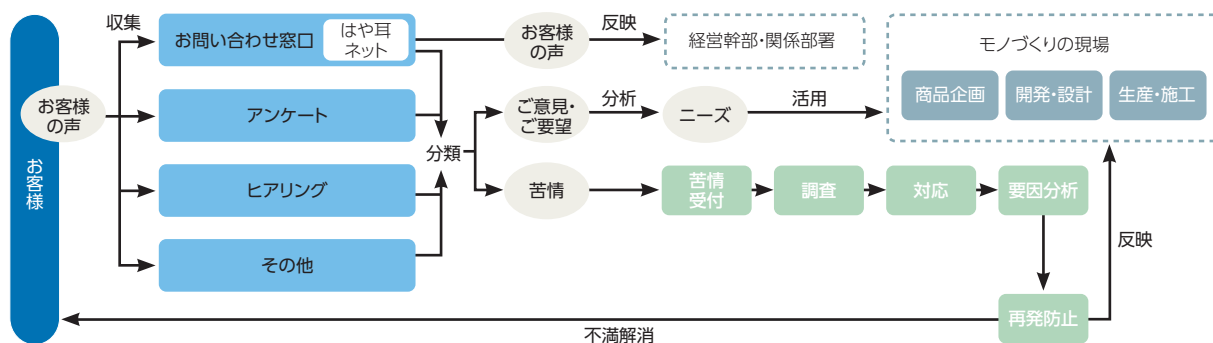 収集
お問い合わせ窓口
はや耳
ネット
お客様
の声
反映
経営幹部・関係部署
モノづくりの現場
商品企画
開発・設計
生産・施工
お客様
の声
アンケート
ご意見・
ご要望
分析
ニーズ
活用
分類
お客様
ヒアリング
苦情
苦情
受付
調査
対応
要因分析
その他
反映
再発防止
不満解消